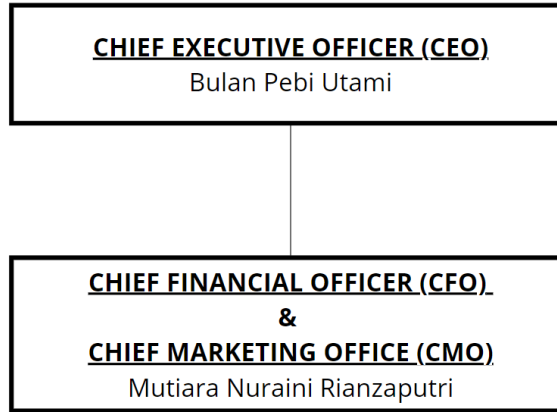 CHIEF EXECUTIVE OFFICER (CEO)
Bulan Pebi Utami
CHIEF FINANCIAL OFFICER (CFO)
&
CHIEF MARKETING OFFICE (CMO)
Mutiara Nuraini Rianzaputri